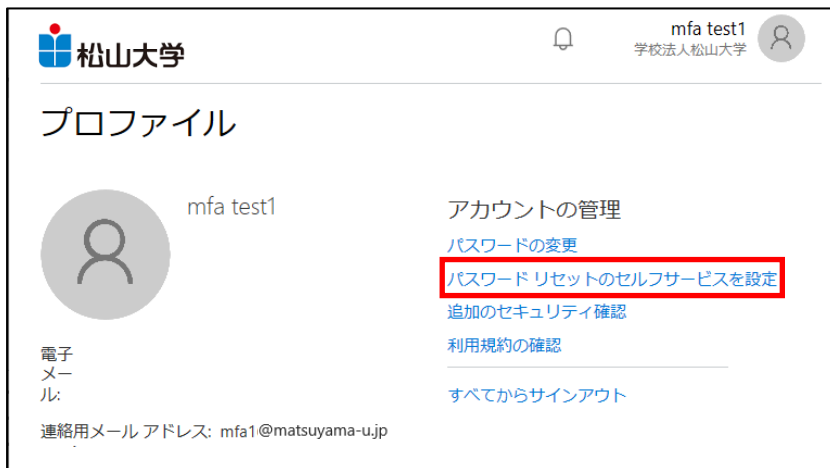 松山大学
mfa test1
学校法人松山大学
プロファイル
mfa test1
アカウントの管理
パスワードの変更
パスワード リセットのセルフサービスを設定
追加のセキュリティ確認
利用規約の確認
すべてからサインアウト
電子
メー
ル:
連絡用メール アドレス: mfa1@matsuyama-u.jp